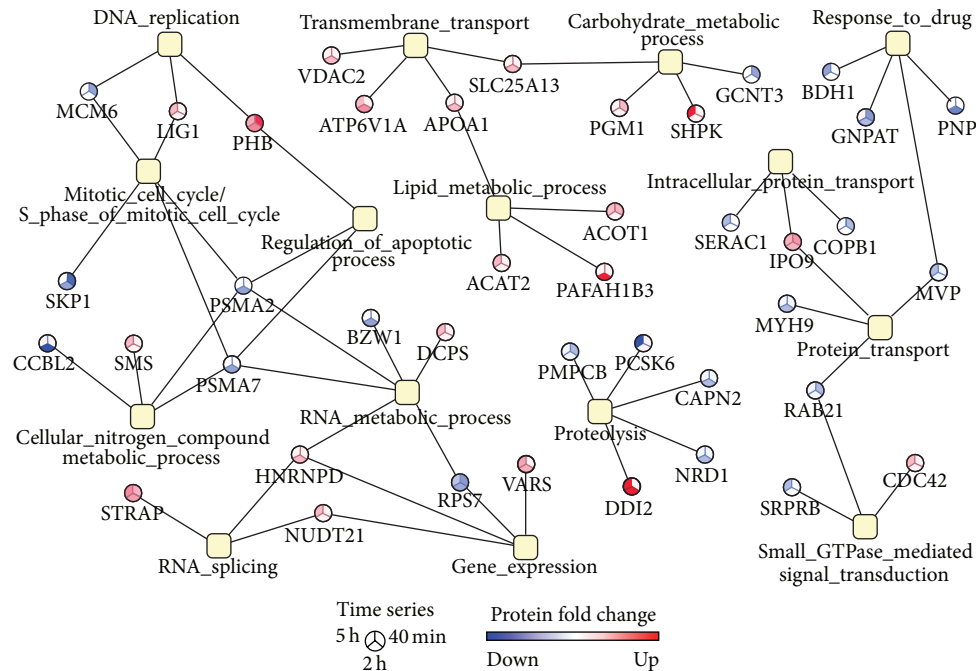 DNA_replication
Transmembrane_transport
Carbohydrate_metabolic
process
Response_to_drug
VDAC2
SLC25A13
GCNT3
BDH1
MCM6
LIG1
PHB
ATP6V1A
APOA1
PGM1
SHPK
GNPAT
PNP
Mitotic_cell_cycle/
S_phase_of_mitotic_cell_cycle
Lipid_metabolic_process
Intracellular_protein_transport
Regulation_of_apoptotic
process
ACOT1
SERAC1
IPO9
COPB1
SKP1
PSMA2
ACAT2
PAFAH1B3
MVP
CCBL2
SMS
PSMA7
BZW1
DCPS
PMPCB
PCSK6
MYH9
Protein_transport
CAPN2
RAB21
Cellular_nitrogen_compound
metabolic_process
RNA_metabolic_process
Proteolysis
HNRNPD
RPS7
VARS
NRD1
CDC42
STRAP
NUDT21
DDI2
SRPRB
RNA_splicing
Gene_expression
Small_GTPase_mediated
signal_transduction
Time series
5 h
40 min
2 h
Protein fold change
Down
Up